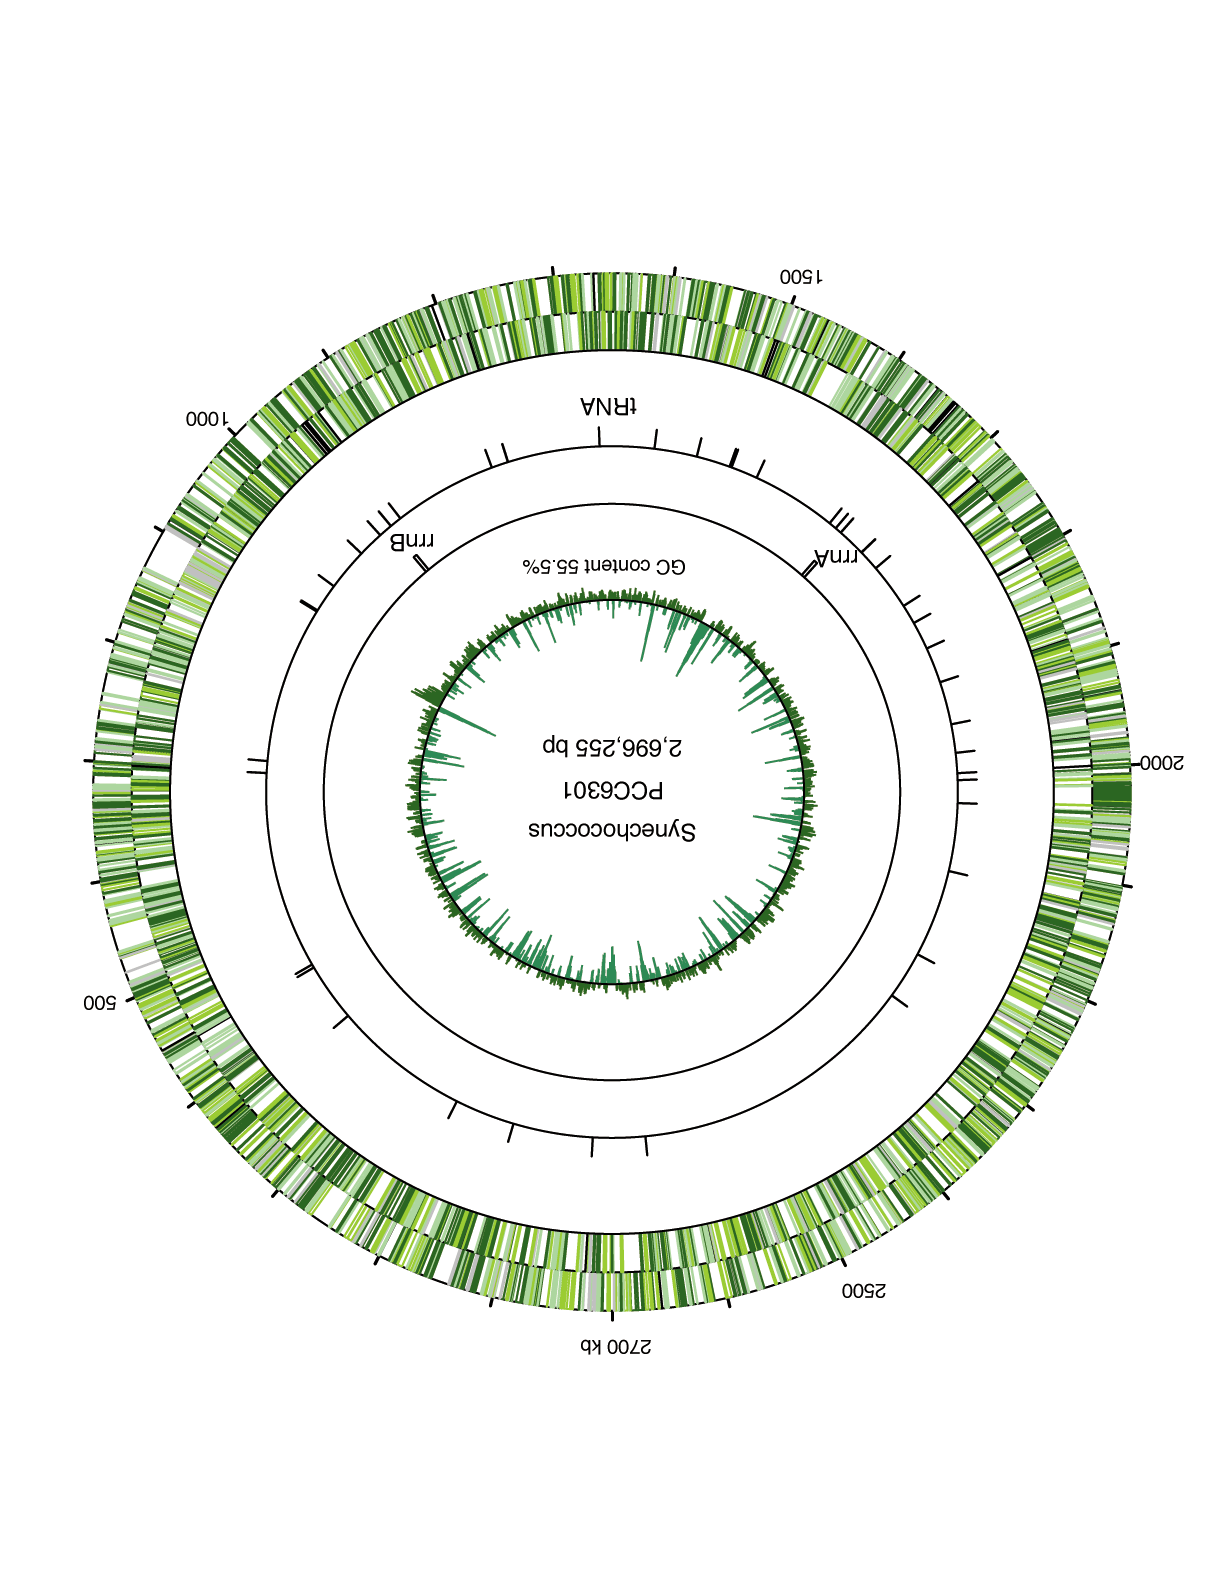 2700 kb
2500
500
Synechococcus
PCC6301
2,696,255 bp
2000
GC content 55.5%
rrnA
rrnB
1000
tRNA
1500